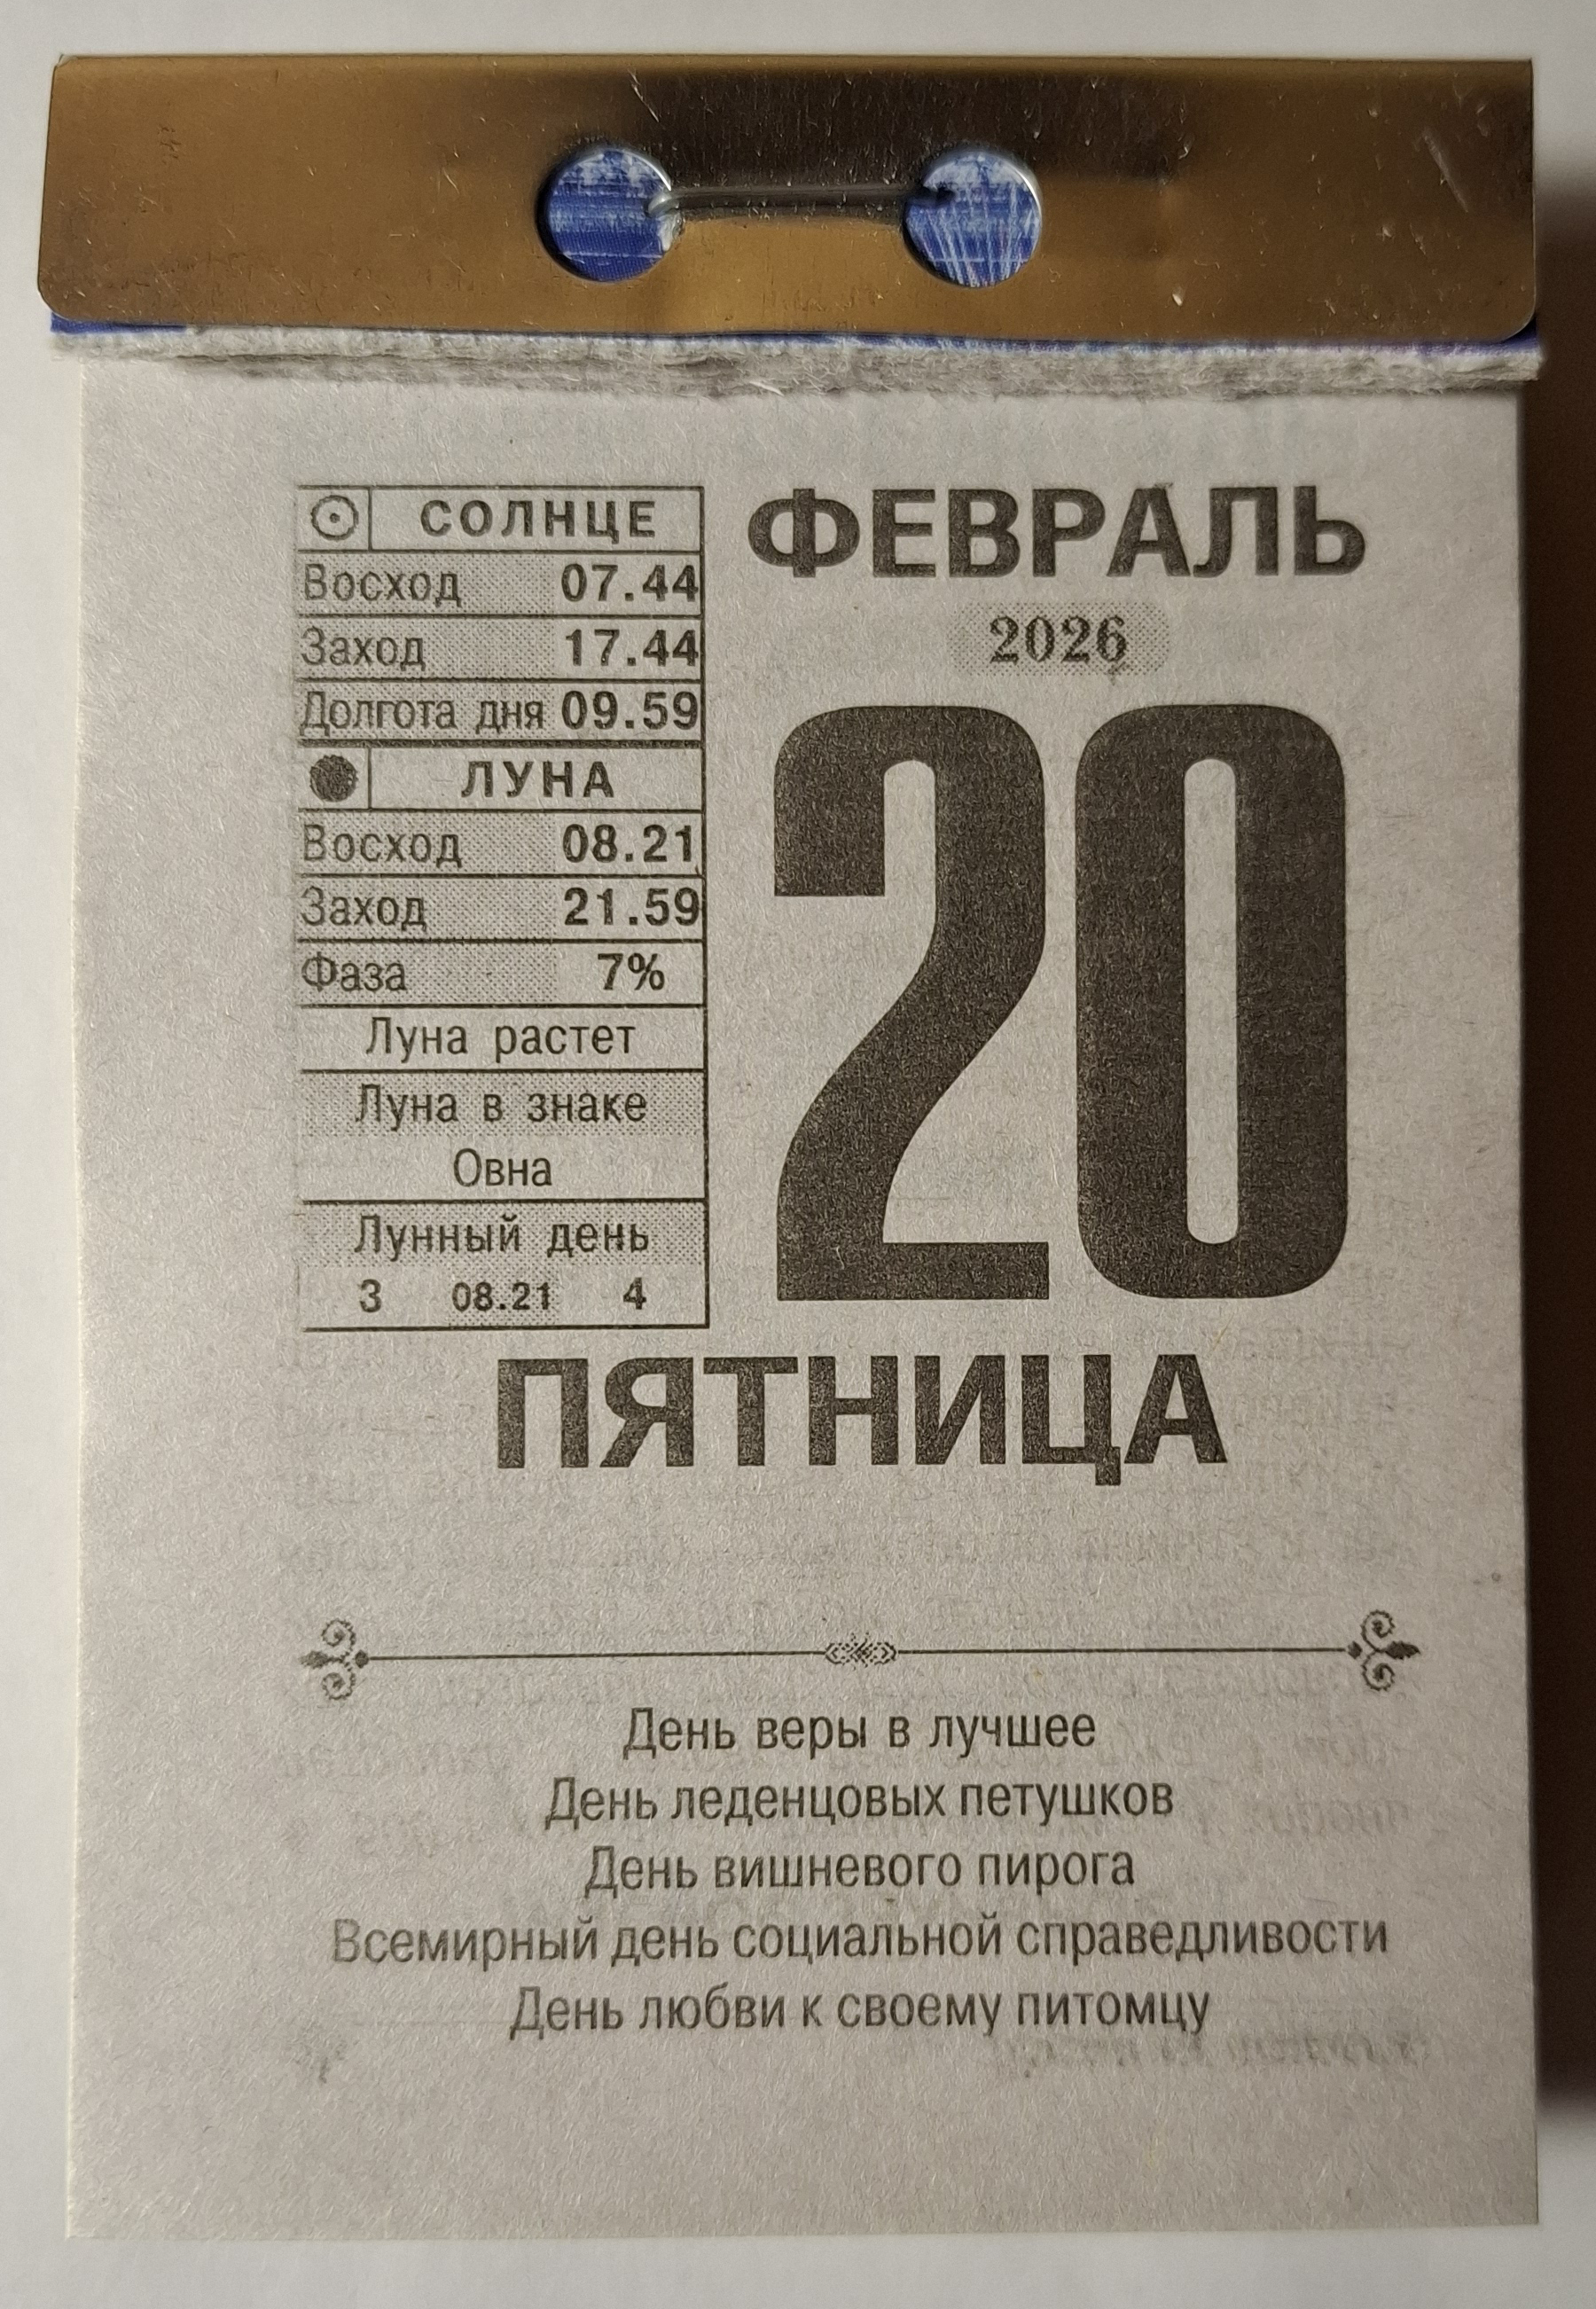 СОЛНЦЕ
Восход 07.44
Заход 17.44
Долгота дня 09.59
ЛУНА
Восход 08.21
Заход 21.59
Фаза 7%
Луна растет
Луна в знаке
Овна
Лунный день
3 08.21 4
ФЕВРАЛЬ
2026
20
ПЯТНИЦА
День веры в лучшее
День леденцовых петушков
День вишневого пирога
Всемирный день социальной справедливости
День любви к своему питомцу